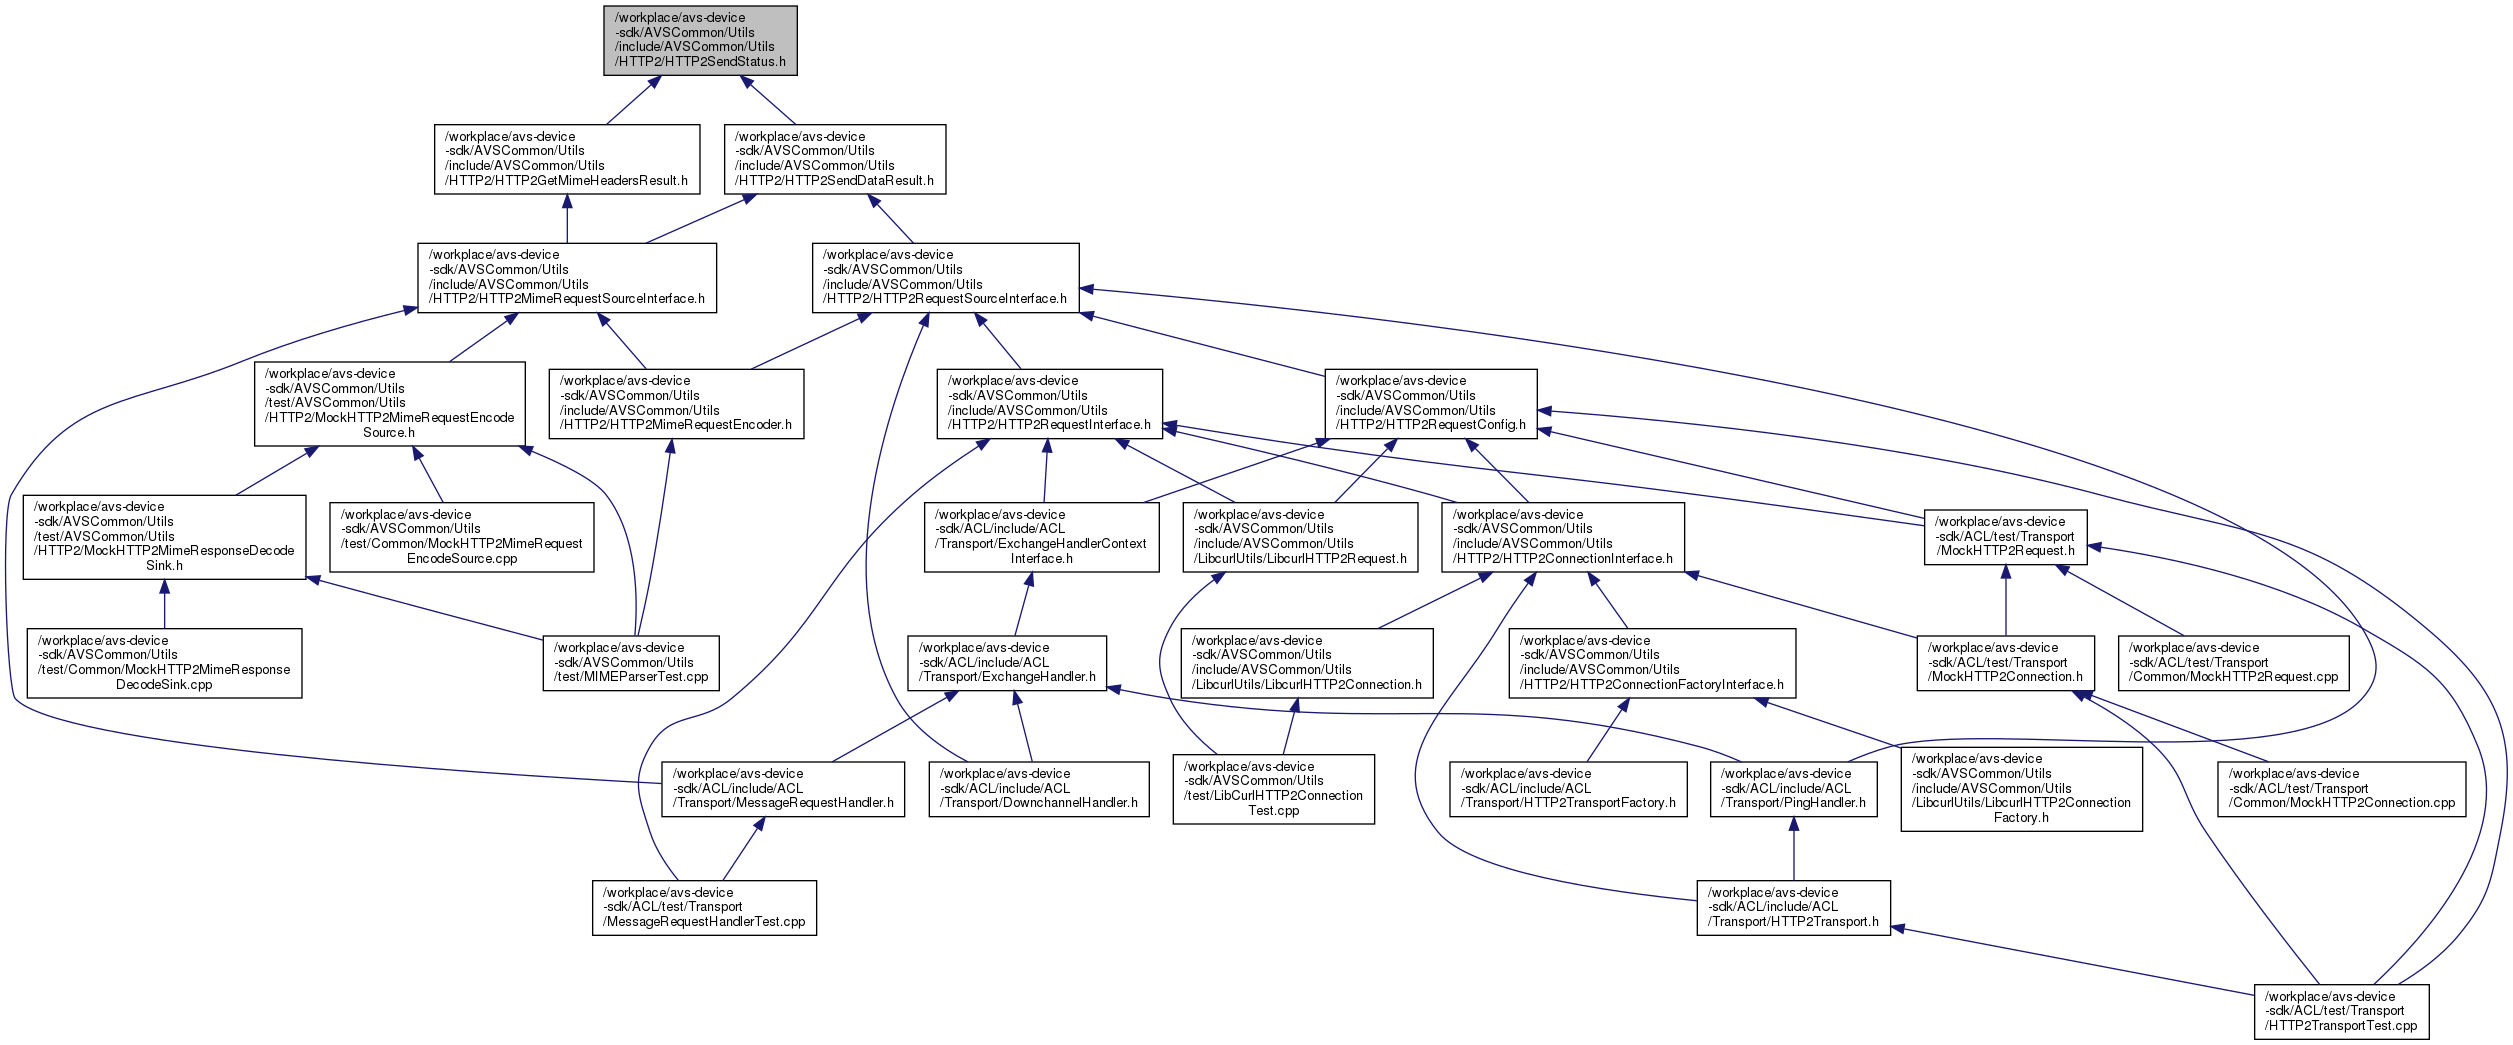 /workplace/avs-device
-sdk/AVSCommon/Utils
/include/AVSCommon/Utils
/HTTP2/HTTP2SendStatus.h
/workplace/avs-device
-sdk/AVSCommon/Utils
/include/AVSCommon/Utils
/HTTP2/HTTP2GetMimeHeadersResult.h
/workplace/avs-device
-sdk/AVSCommon/Utils
/include/AVSCommon/Utils
/HTTP2/HTTP2SendDataResult.h
/workplace/avs-device
-sdk/AVSCommon/Utils
/include/AVSCommon/Utils
/HTTP2/HTTP2MimeRequestSourceInterface.h
/workplace/avs-device
-sdk/AVSCommon/Utils
/include/AVSCommon/Utils
/HTTP2/HTTP2RequestSourceInterface.h
/workplace/avs-device
-sdk/AVSCommon/Utils
/test/AVSCommon/Utils
/HTTP2/MockHTTP2MimeRequestEncode
Source.h
/workplace/avs-device
-sdk/AVSCommon/Utils
/include/AVSCommon/Utils
/HTTP2/HTTP2MimeRequestEncoder.h
/workplace/avs-device
-sdk/AVSCommon/Utils
/include/AVSCommon/Utils
/HTTP2/HTTP2RequestInterface.h
/workplace/avs-device
-sdk/AVSCommon/Utils
/include/AVSCommon/Utils
/HTTP2/HTTP2RequestConfig.h
/workplace/avs-device
-sdk/AVSCommon/Utils
/test/AVSCommon/Utils
/HTTP2/MockHTTP2MimeResponseDecode
Sink.h
/workplace/avs-device
-sdk/AVSCommon/Utils
/test/Common/MockHTTP2MimeRequest
EncodeSource.cpp
/workplace/avs-device
-sdk/ACL/include/ACL
/Transport/ExchangeHandlerContext
Interface.h
/workplace/avs-device
-sdk/AVSCommon/Utils
/include/AVSCommon/Utils
/LibcurlUtils/LibcurlHTTP2Request.h
/workplace/avs-device
-sdk/AVSCommon/Utils
/include/AVSCommon/Utils
/HTTP2/HTTP2ConnectionInterface.h
/workplace/avs-device
-sdk/ACL/test/Transport
/MockHTTP2Request.h
/workplace/avs-device
-sdk/AVSCommon/Utils
/test/Common/MockHTTP2MimeResponse
DecodeSink.cpp
/workplace/avs-device
-sdk/AVSCommon/Utils
/test/MIMEParserTest.cpp
/workplace/avs-device
-sdk/ACL/include/ACL
/Transport/ExchangeHandler.h
/workplace/avs-device
-sdk/AVSCommon/Utils
/include/AVSCommon/Utils
/LibcurlUtils/LibcurlHTTP2Connection.h
/workplace/avs-device
-sdk/AVSCommon/Utils
/include/AVSCommon/Utils
/HTTP2/HTTP2ConnectionFactoryInterface.h
/workplace/avs-device
-sdk/ACL/test/Transport
/MockHTTP2Connection.h
/workplace/avs-device
-sdk/ACL/test/Transport
/Common/MockHTTP2Request.cpp
/workplace/avs-device
-sdk/ACL/include/ACL
/Transport/MessageRequestHandler.h
/workplace/avs-device
-sdk/ACL/include/ACL
/Transport/DownchannelHandler.h
/workplace/avs-device
-sdk/AVSCommon/Utils
/test/LibCurlHTTP2Connection
Test.cpp
/workplace/avs-device
-sdk/ACL/include/ACL
/Transport/HTTP2TransportFactory.h
/workplace/avs-device
-sdk/ACL/include/ACL
/Transport/PingHandler.h
/workplace/avs-device
-sdk/AVSCommon/Utils
/include/AVSCommon/Utils
/LibcurlUtils/LibcurlHTTP2Connection
Factory.h
/workplace/avs-device
-sdk/ACL/test/Transport
/Common/MockHTTP2Connection.cpp
/workplace/avs-device
-sdk/ACL/test/Transport
/MessageRequestHandlerTest.cpp
/workplace/avs-device
-sdk/ACL/include/ACL
/Transport/HTTP2Transport.h
/workplace/avs-device
-sdk/ACL/test/Transport
/HTTP2TransportTest.cpp